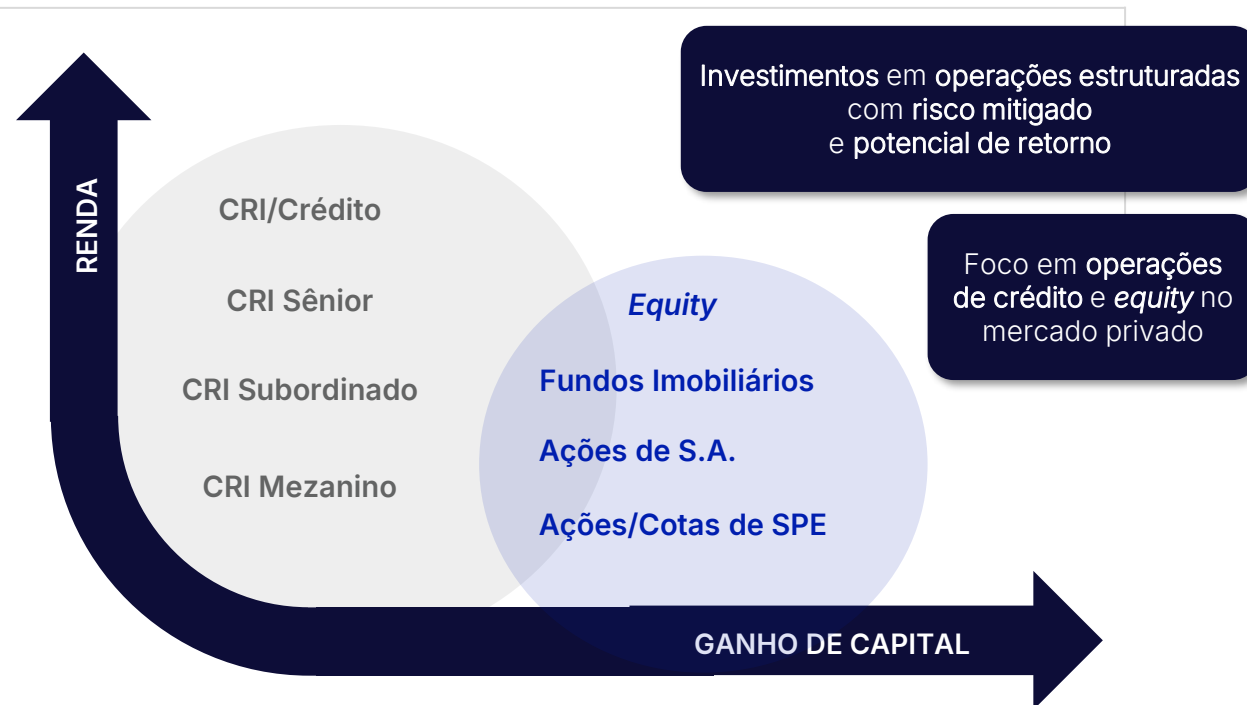 Investimentos em operações estruturadas
com risco mitigado
e potencial de retorno
RENDA
CRI/Crédito
CRI Sênior
CRI Subordinado
CRI Mezanino
Equity
Fundos Imobiliários
Ações de S.A.
Ações/Cotas de SPE
Foco em operações
de crédito e equity no
mercado privado
GANHO DE CAPITAL